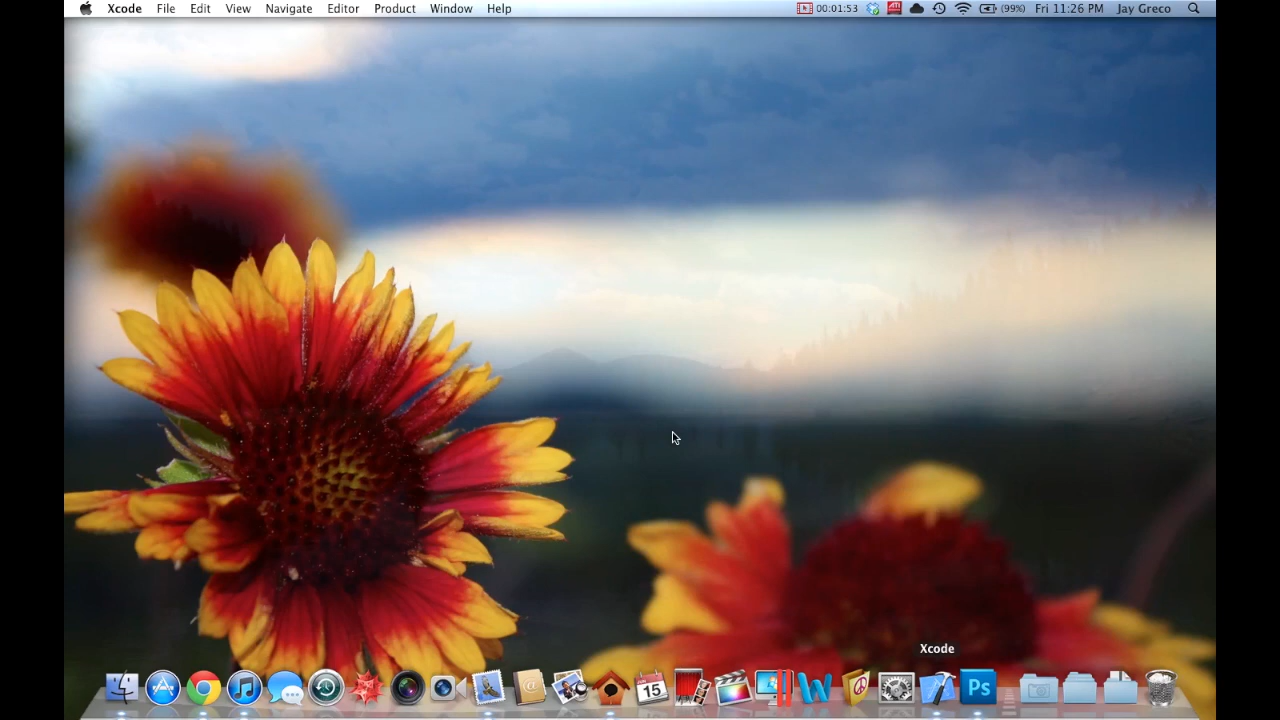 Xcode File Edit View Navigate Editor Product Window Help 00:01:53 (99%) Fri 11:26 PM Jay Greco
Xcode
15
Ps